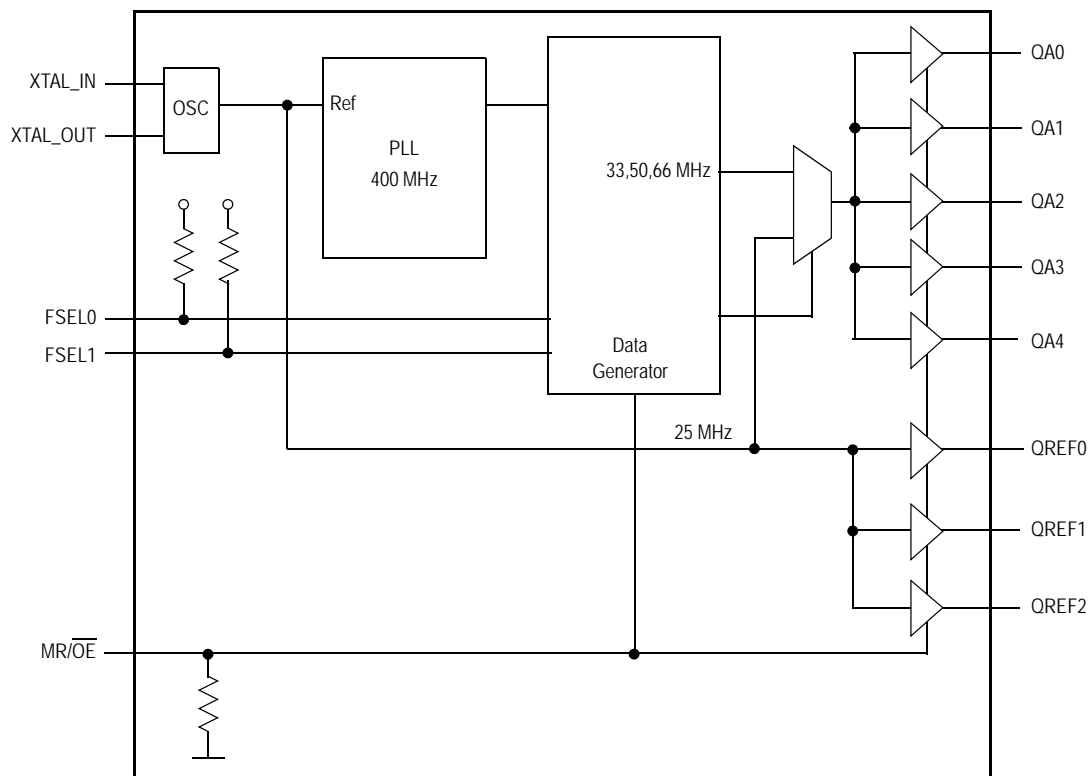 XTAL_IN
XTAL_OUT
OSC
Ref
PLL
400 MHz
33,50,66 MHz
Data
Generator
FSEL0
FSEL1
25 MHz
MR/OE
QA0
QA1
QA2
QA3
QA4
QREF0
QREF1
QREF2